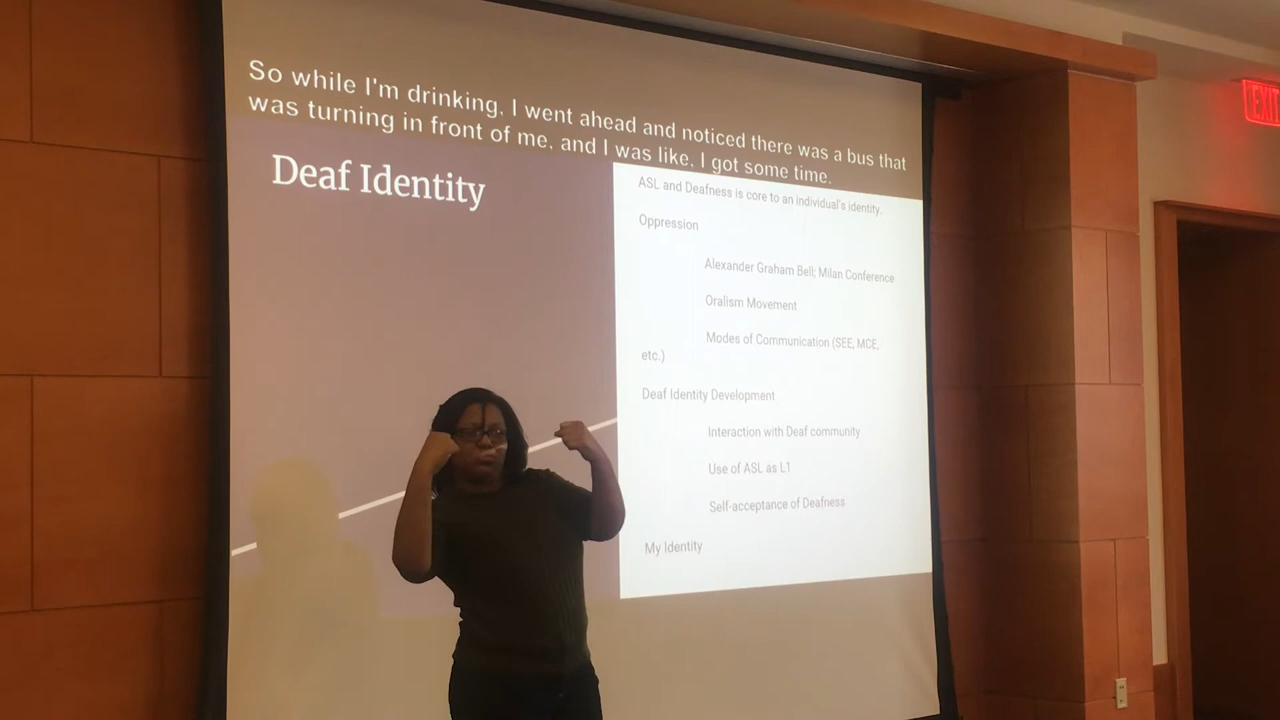 So while I'm drinking, I went ahead and noticed there was a bus that
was turning in front of me, and I was like, I got some time.
Deaf Identity
ASL and Deafness is core to an individual's identity.
Oppression
Alexander Graham Bell; Milan Conference
Oralism Movement
Modes of Communication (SEE, MCE,
etc.)
Deaf Identity Development
Interaction with Deaf community
Use of ASL as L1
Self-acceptance of Deafness
My Identity
EXIT